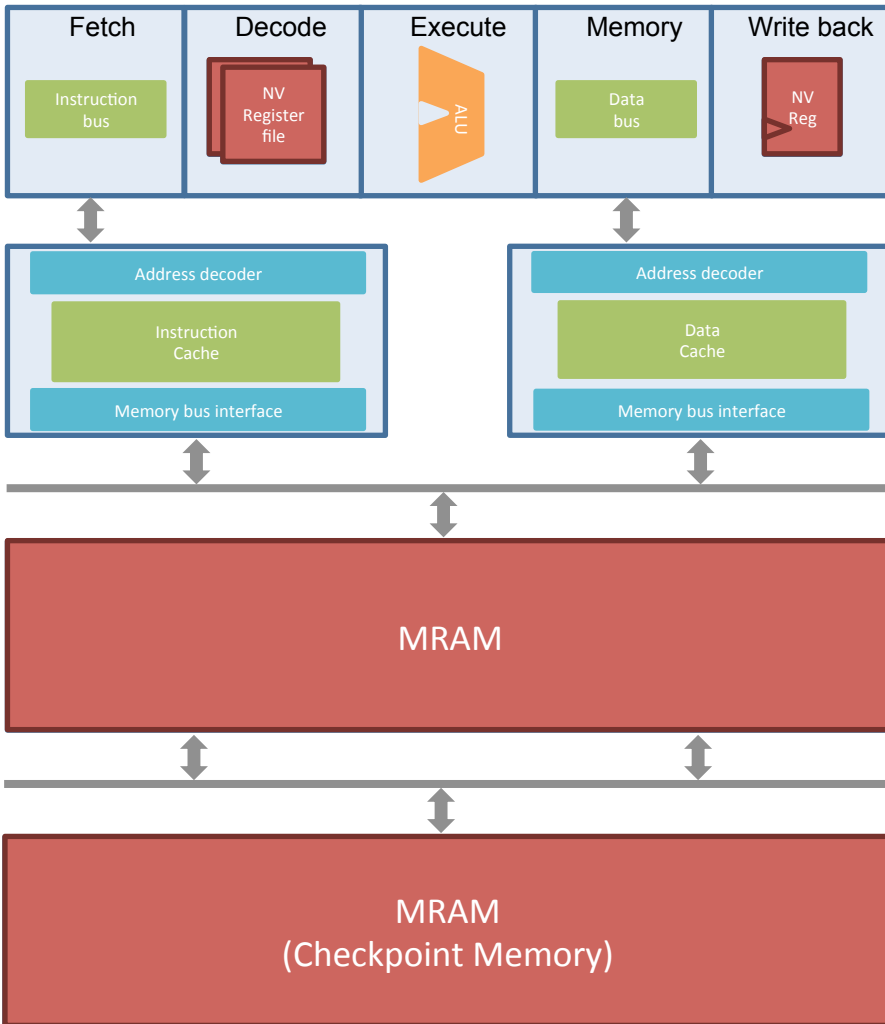 Fetch
Decode
Execute
Memory
Write back
Instruction
bus
NV
Register
file
ALU
Data
bus
NV
Reg
Address decoder
Instruction
Cache
Memory bus interface
Address decoder
Data
Cache
Memory bus interface
MRAM
MRAM
(Checkpoint Memory)